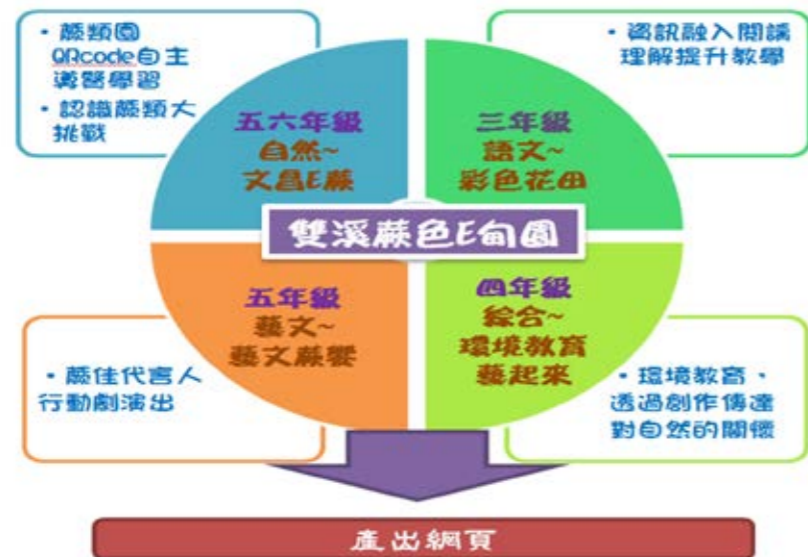 • 蕨類園
QRcode自主
導覽學習
• 認識蕨類大
挑戰
五六年級
自然~
文昌E蕨
三年級
語文~
彩色花田
• 資訊融入閱讀
理解提升教學
雙溪蕨色E甸園
五年級
藝文~
藝文蕨饗
四年級
綜合~
環境教育
藝起來
• 蕨佳代言人
行動劇演出
• 環境教育、
透過創作傳達
對自然的關懷
產出網頁